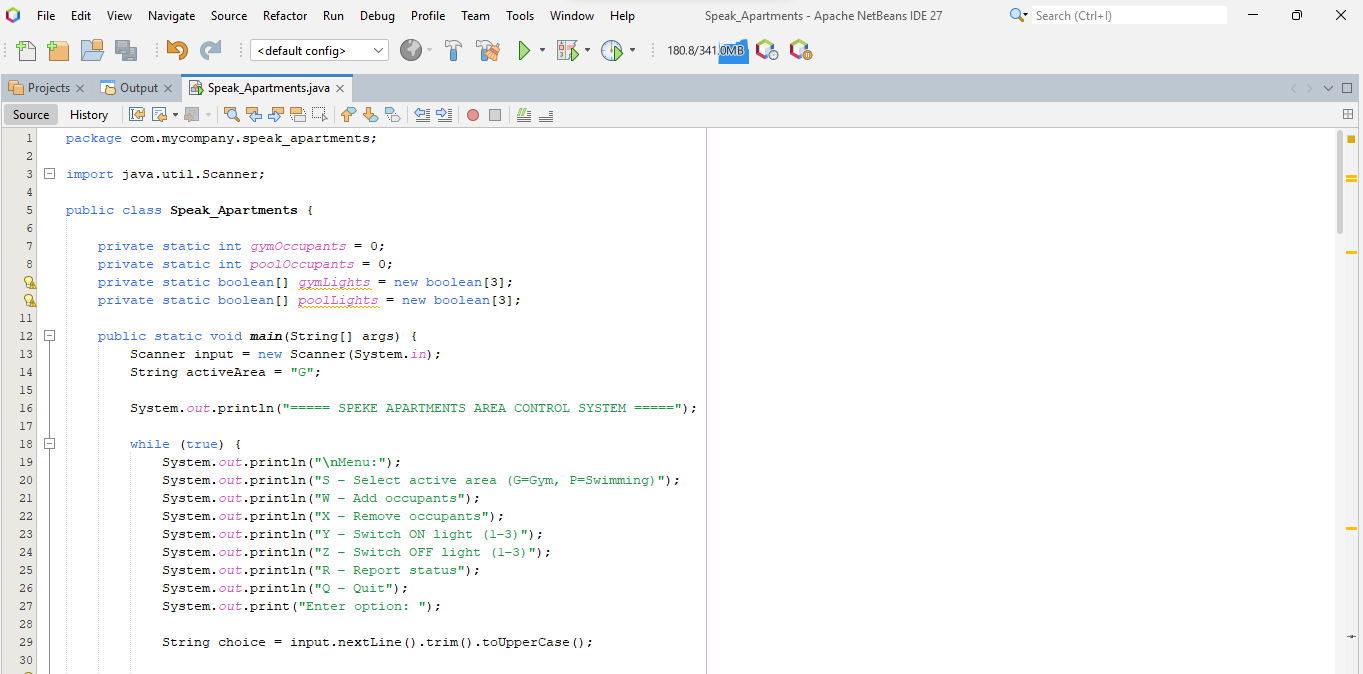 File Edit View Navigate Source Refactor Run Debug Profile Team Tools Window Help Speak_Apartments - Apache NetBeans IDE 27 Search (Ctrl+I)
<default config> 180.8/341.0MB
Projects Output Speak_Apartments.java
Source History
1 package com.mycompany.speak_apartments;
2
3 import java.util.Scanner;
4
5 public class Speak_Apartments {
6
7 private static int gymOccupants = 0;
8 private static int poolOccupants = 0;
private static boolean[] gymLights = new boolean[3];
private static boolean[] poolLights = new boolean[3];
11
12 public static void main(String[] args) {
13 Scanner input = new Scanner(System.in);
14 String activeArea = "G";
15
16 System.out.println("===== SPEKE APARTMENTS AREA CONTROL SYSTEM =====");
17
18 while (true) {
19 System.out.println("\nMenu:");
20 System.out.println("S - Select active area (G=Gym, P=Swimming)");
21 System.out.println("W - Add occupants");
22 System.out.println("X - Remove occupants");
23 System.out.println("Y - Switch ON light (1-3)");
24 System.out.println("Z - Switch OFF light (1-3)");
25 System.out.println("R - Report status");
26 System.out.println("Q - Quit");
27 System.out.print("Enter option: ");
28
29 String choice = input.nextLine().trim().toUpperCase();
30